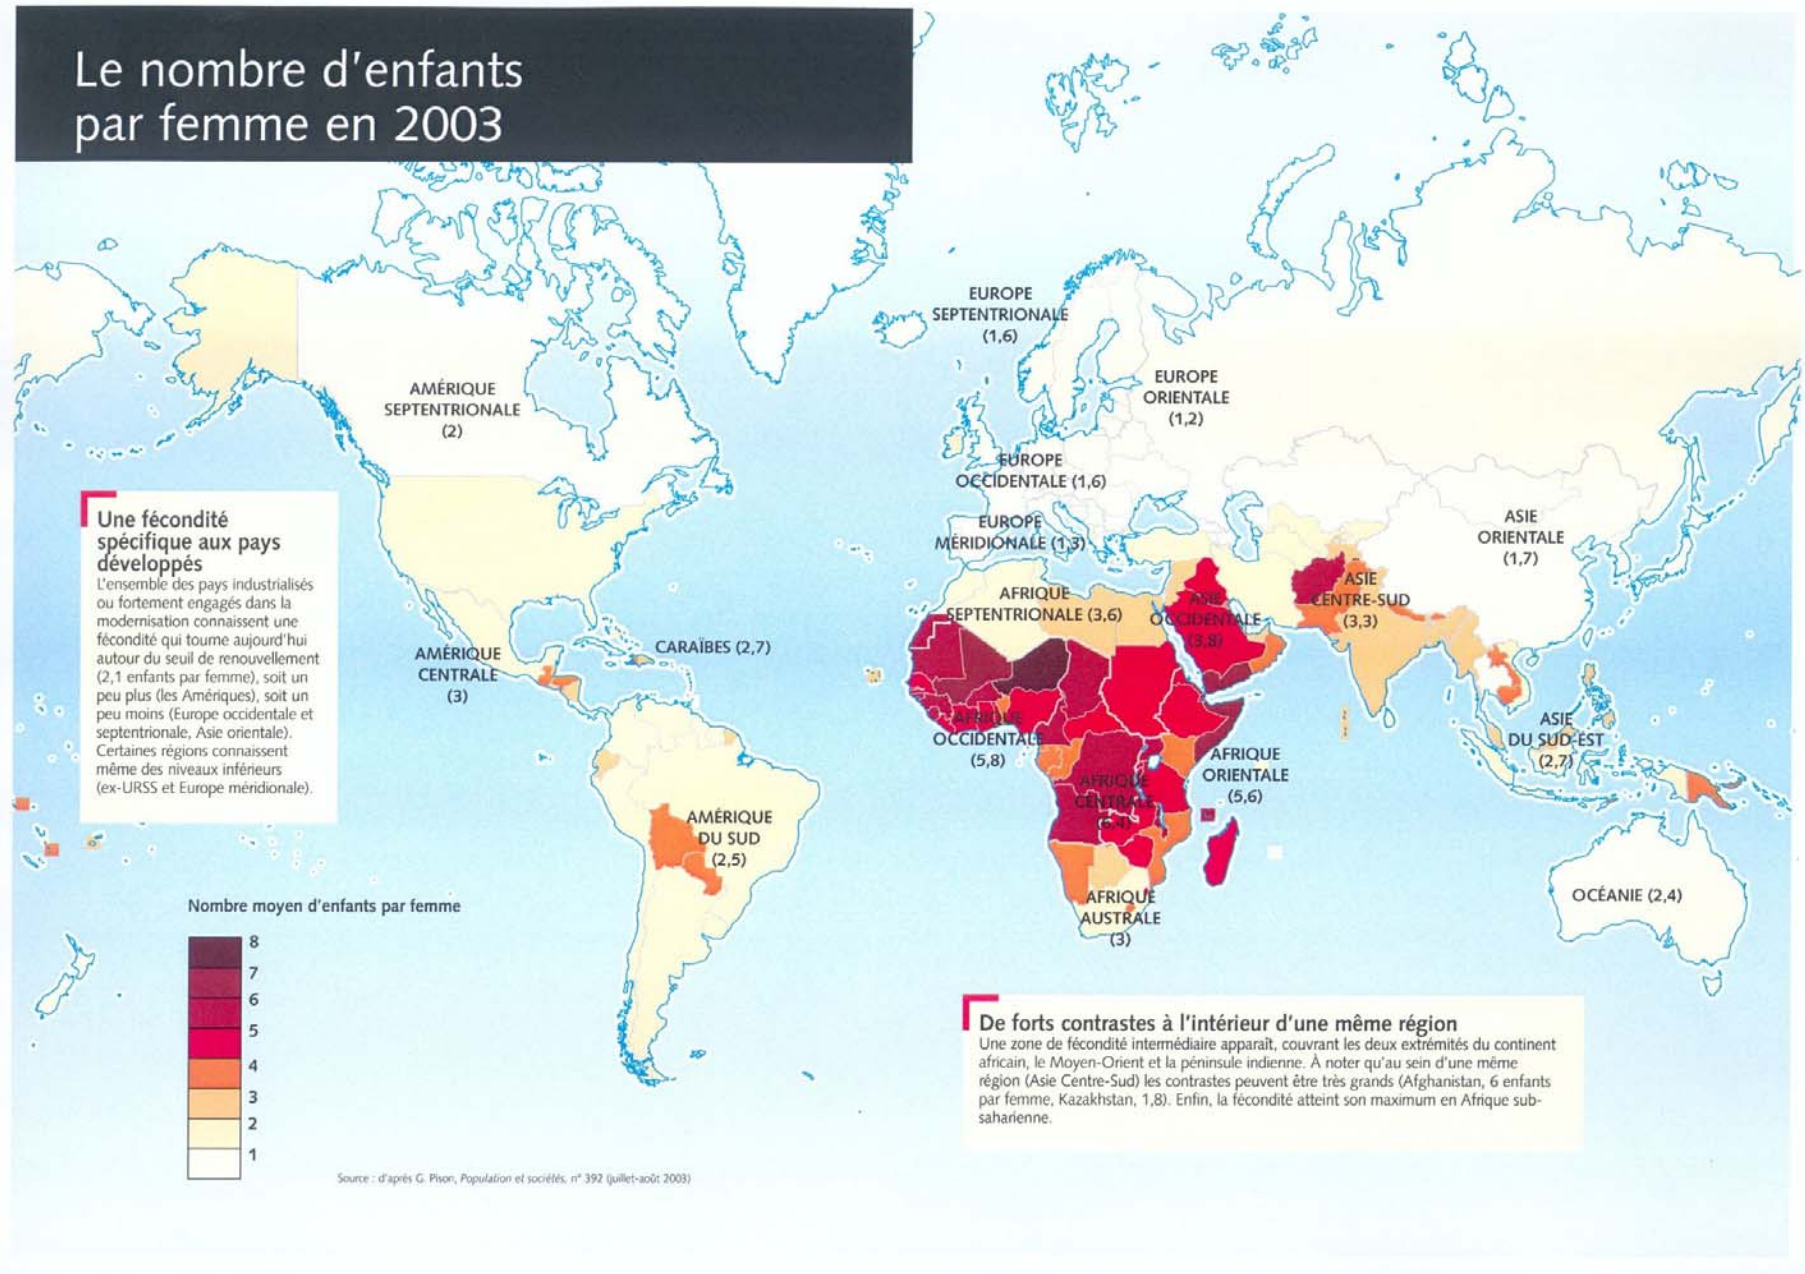 Le nombre d'enfants
par femme en 2003
EUROPE
SEPTENTRIONALE
(1,6)
EUROPE
ORIENTALE
(1,2)
AMÉRIQUE
SEPTENTRIONALE
(2)
EUROPE
OCCIDENTALE (1,6)
EUROPE
MÉRIDIONALE (1,3)
ASIE
ORIENTALE
(1,7)
Une fécondité
spécifique aux pays
développés
L'ensemble des pays industrialisés
ou fortement engagés dans la
modernisation connaissent une
fécondité qui tourne aujourd'hui
autour du seuil de renouvellement
(2,1 enfants par femme), soit un
peu plus (les Amériques), soit un
peu moins (Europe occidentale et
septentrionale, Asie orientale).
Certaines régions connaissent
même des niveaux inférieurs
(ex-URSS et Europe méridionale).
AFRIQUE
SEPTENTRIONALE (3,6)
ASIE
OCCIDENTALE
(3,8)
ASIE
CENTRE-SUD
(3,3)
AMÉRIQUE
CENTRALE
(3)
CARAÏBES (2,7)
AFRIQUE
OCCIDENTALE
(5,8)
AFRIQUE
ORIENTALE
(5,6)
ASIE
DU SUD-EST
(2,7)
AFRIQUE
CENTRALE
(6,4)
AMÉRIQUE
DU SUD
(2,5)
AFRIQUE
AUSTRALE
(3)
OCÉANIE (2,4)
Nombre moyen d'enfants par femme
8
7
6
5
4
3
2
1
De forts contrastes à l'intérieur d'une même région
Une zone de fécondité intermédiaire apparaît, couvrant les deux extrémités du continent
africain, le Moyen-Orient et la péninsule indienne. À noter qu'au sein d'une même
région (Asie Centre-Sud) les contrastes peuvent être très grands (Afghanistan, 6 enfants
par femme, Kazakhstan, 1,8). Enfin, la fécondité atteint son maximum en Afrique sub-
saharienne.
Source : d'après G. Pison, Population et sociétés, n° 392 (juillet-août 2003)